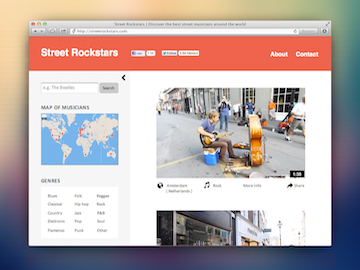 Street Rockstars | Discover the best street musicians around the world
http://streetrockstars.com
Street Rockstars
About
Contact
e.g. The Beatles
Search
MAP OF MUSICIANS
GENRES
Blues
Folk
Reggae
Classical
Hip hop
Rock
Country
Jazz
R&B
Electronic
Pop
Soul
Flamenco
Punk
Other
1:30
Amsterdam
(Netherlands)
Rock
More info
Share